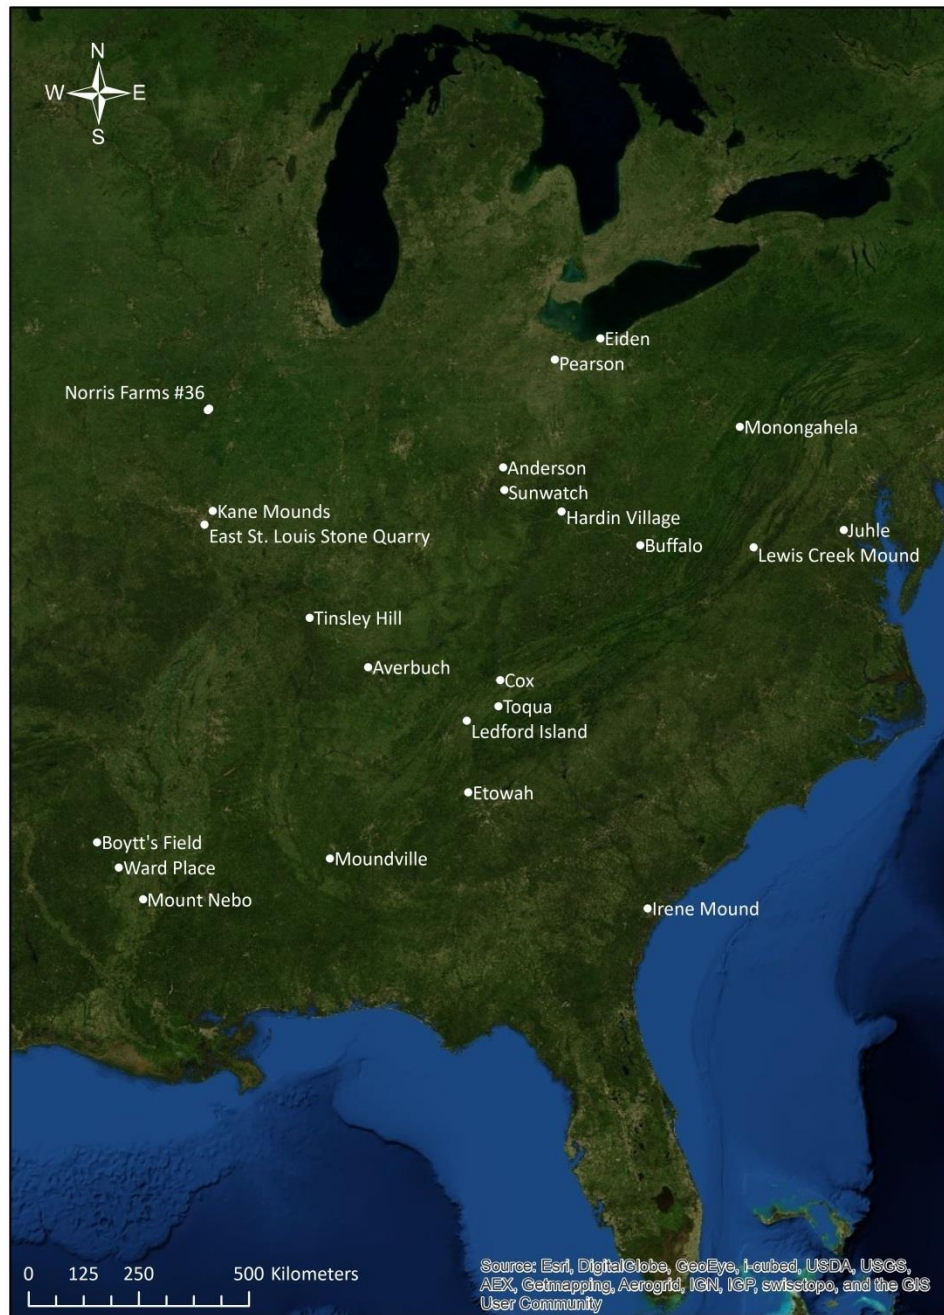 N
W E
S
Eiden
Pearson
Norris Farms #36
Monongahela
Anderson
Sunwatch
Kane Mounds
Hardin Village
East St. Louis Stone Quarry
Juhle
Buffalo
Lewis Creek Mound
Tinsley Hill
Averbuch
Cox
Toqua
Ledford Island
Etowah
Boytt's Field
Moundville
Ward Place
Mount Nebo
Irene Mound
0 125 250 500 Kilometers
Source: Esri, DigitalGlobe, GeoEye, i-cubed, USDA, USGS,
AEX, Getmapping, Aerogrid, IGN, IGP, swisstopo, and the GIS
User Community